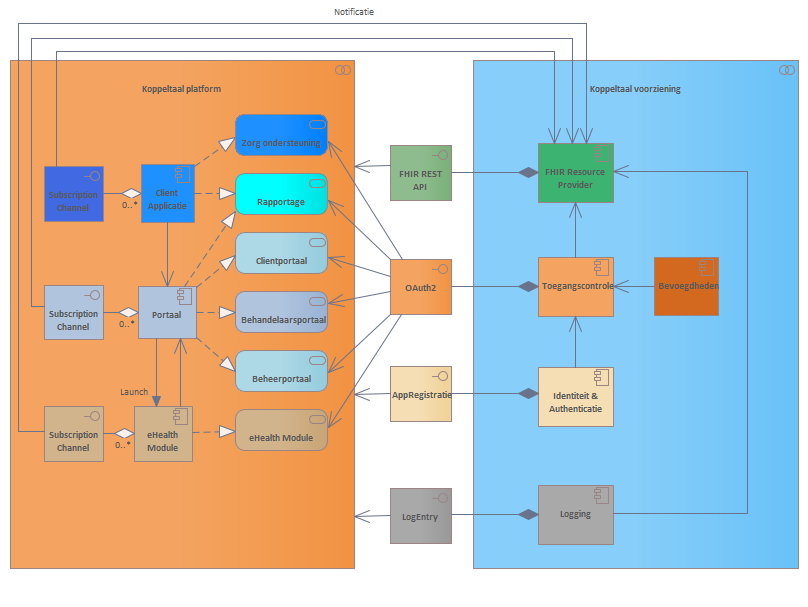 Notificatie
Koppeltaal platform
Koppeltaal voorziening
Zorg ondersteuning
FHIR REST
API
FHIR Resource
Provider
Subscription
Channel
0..*
Client
Applicatie
Rapportage
Clientportaal
OAuth2
Toegangscontrole
Bevoegdheden
Subscription
Channel
0..*
Portaal
Behandelaarsportaal
Beheerportaal
Launch
AppRegistratie
Identiteit &
Authenticatie
Subscription
Channel
0..*
eHealth
Module
eHealth Module
LogEntry
Logging